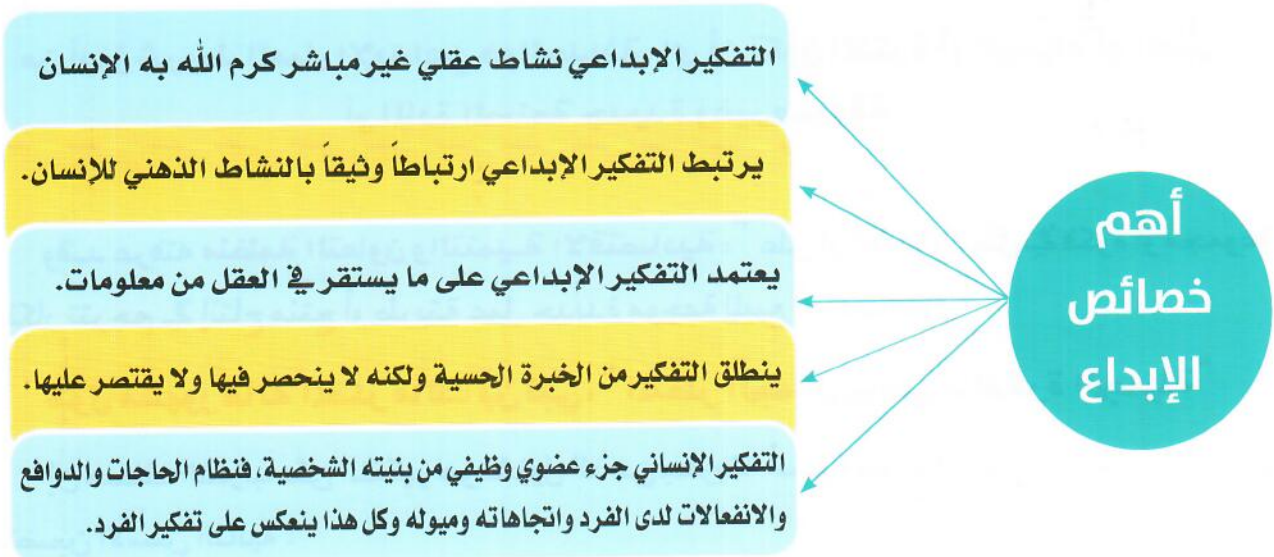 أهم
خصائص
الإبداع
التفكير الإبداعي نشاط عقلي غير مباشر كرم الله به الإنسان
يرتبط التفكير الإبداعي ارتباطاً وثيقاً بالنشاط الذهني للإنسان.
يعتمد التفكير الإبداعي على ما يستقر في العقل من معلومات.
ينطلق التفكير من الخبرة الحسية ولكنه لا ينحصر فيها ولا يقتصر عليها.
التفكير الإنساني جزء عضوي وظيفي من بنيته الشخصية، فنظام الحاجات والدوافع
والانفعالات لدى الفرد واتجاهاته وميوله وكل هذا ينعكس على تفكير الفرد.